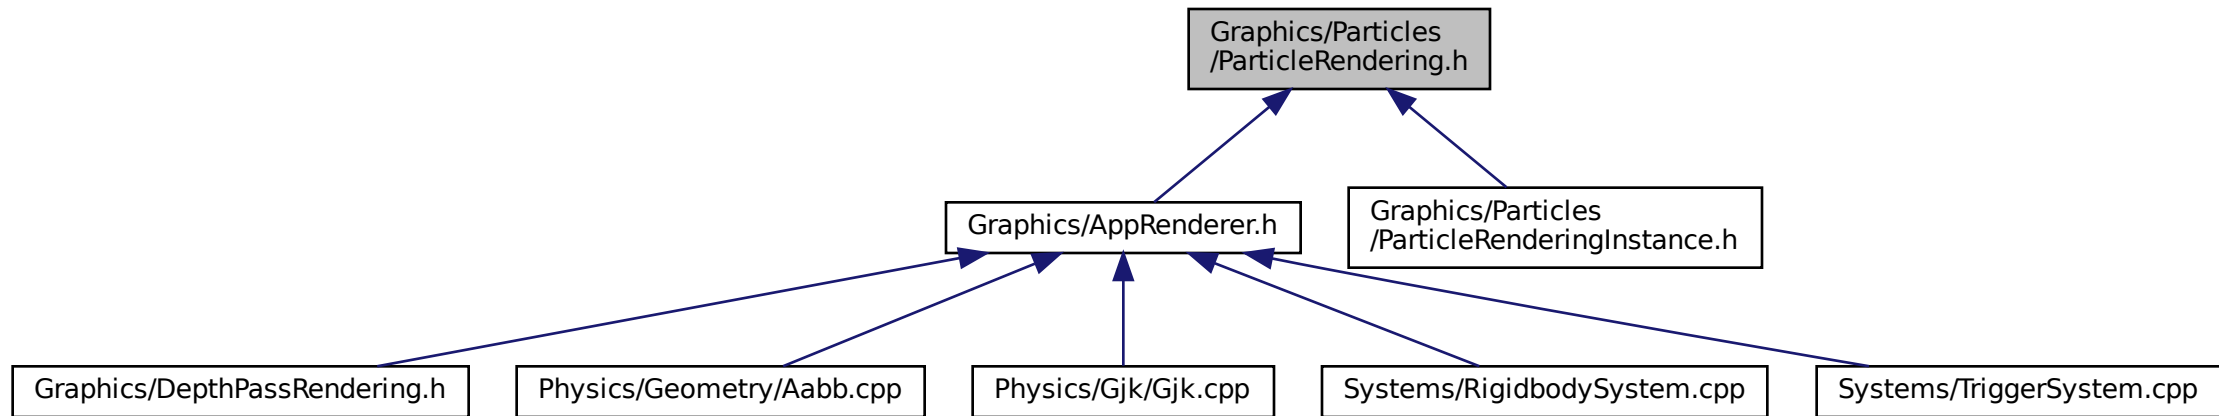 Graphics/Particles
/ParticleRendering.h
Graphics/AppRenderer.h
Graphics/Particles
/ParticleRenderingInstance.h
Graphics/DepthPassRendering.h
Physics/Geometry/Aabb.cpp
Physics/Gjk/Gjk.cpp
Systems/RigidbodySystem.cpp
Systems/TriggerSystem.cpp